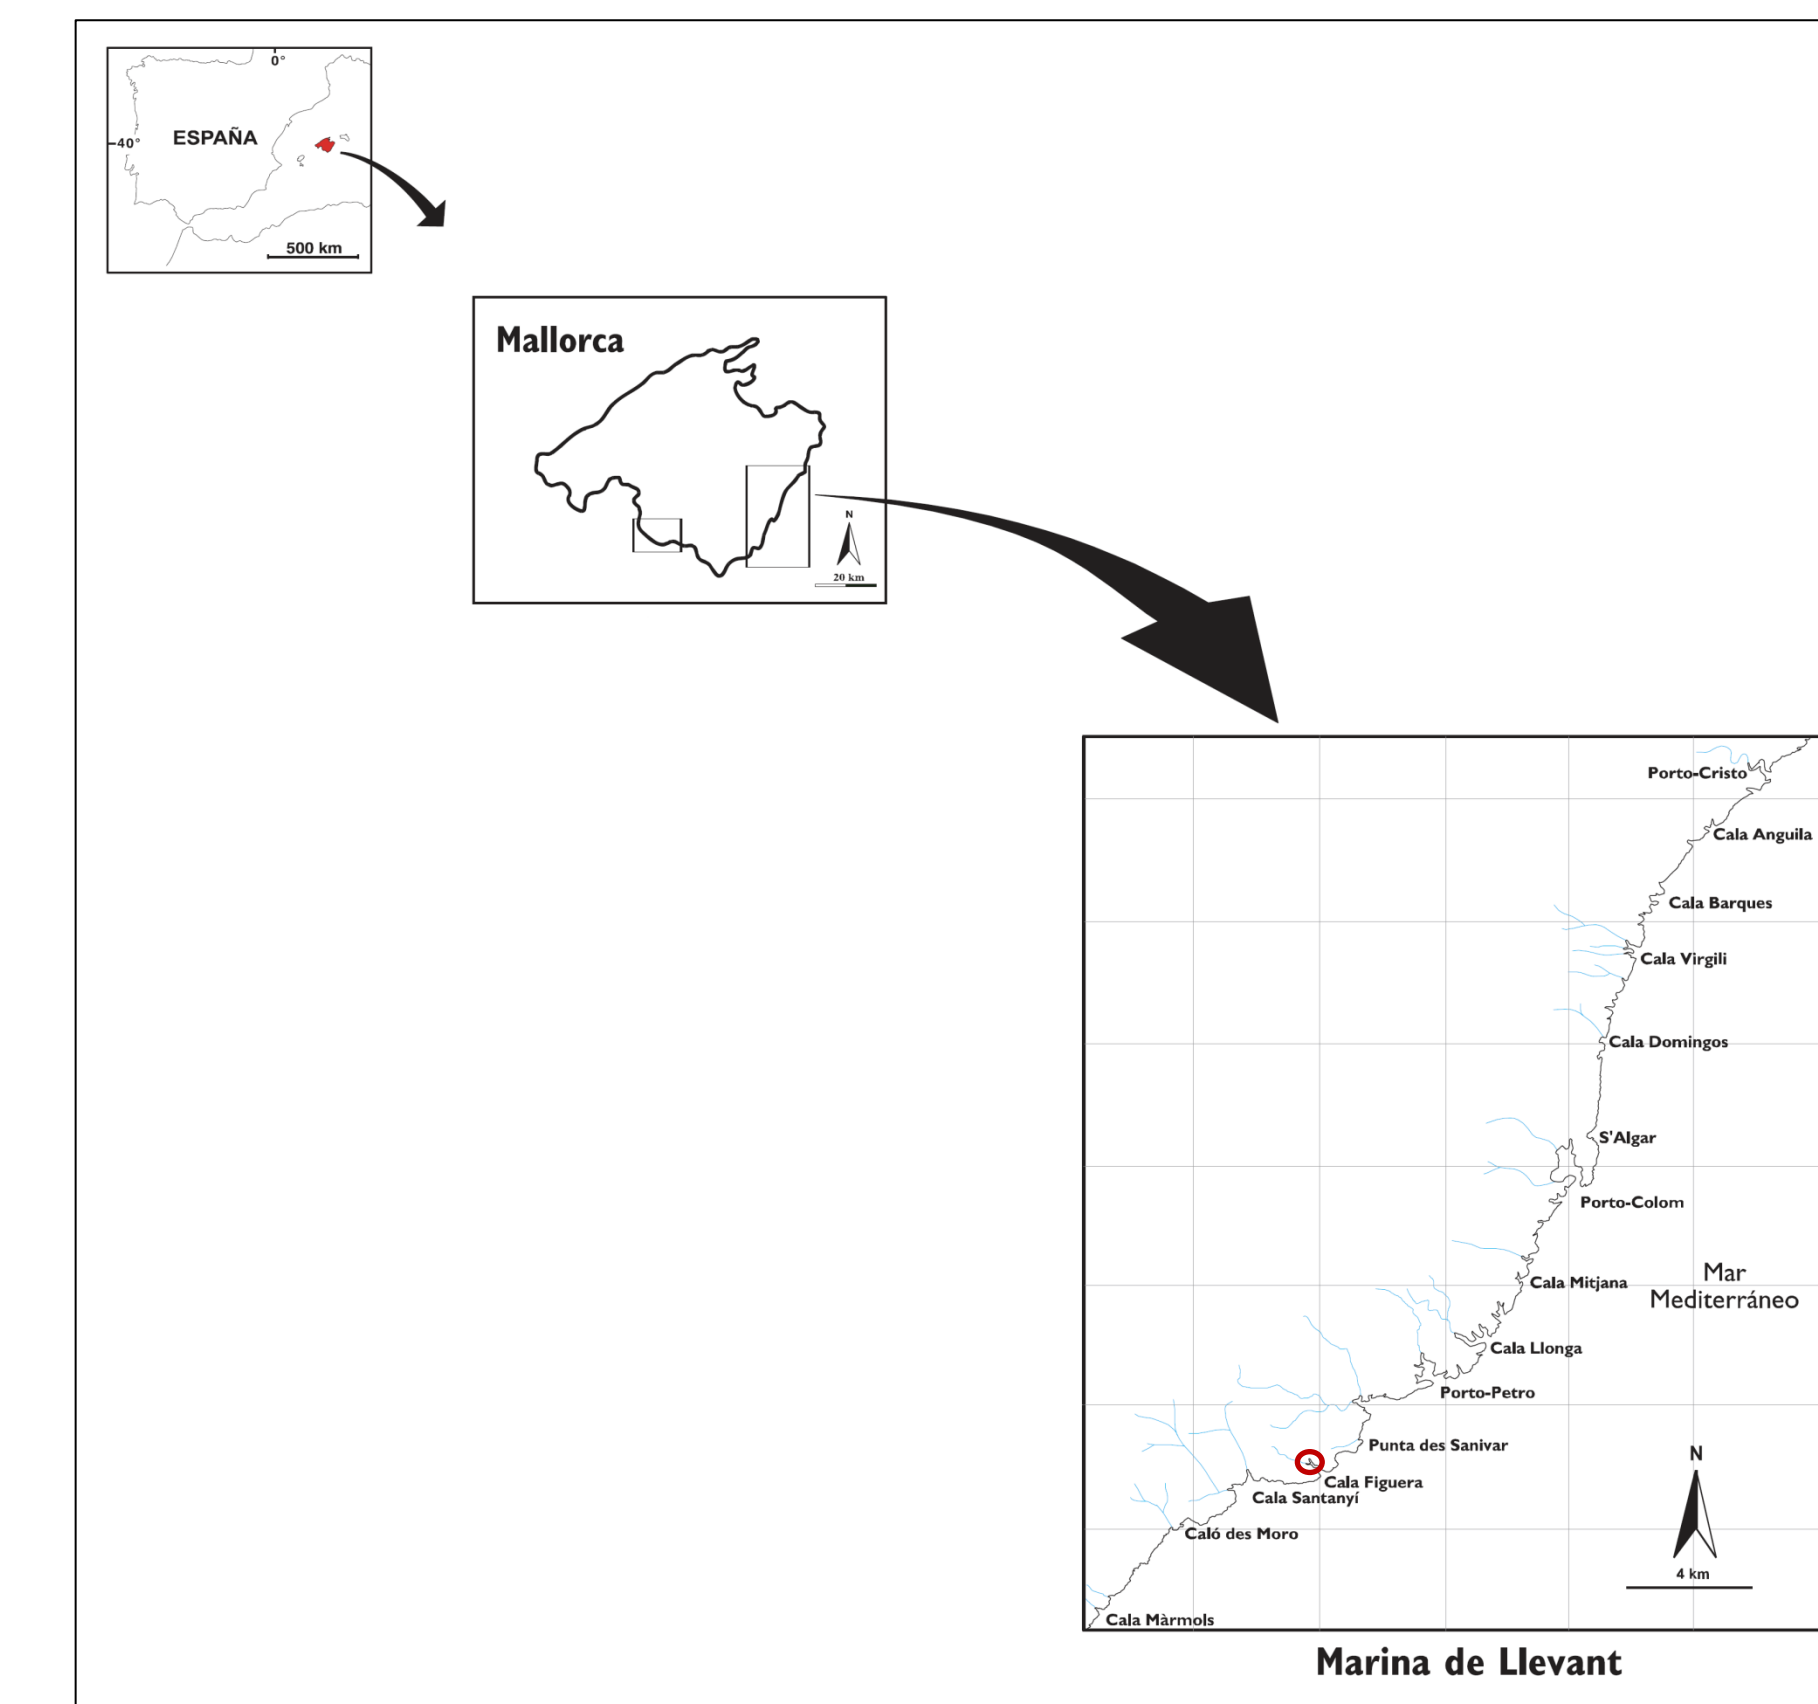 0°
40°
ESPAÑA
500 km
Mallorca
N
20 km
Porto-Cristo
Cala Anguila
Cala Barques
Cala Virgili
Cala Domingos
S'Algar
Porto-Colom
Mar
Mediterráneo
Cala Mitjana
Cala Llonga
Porto-Petro
Punta des Sanivar
Cala Figuera
Cala Santanyí
Caló des Moro
Cala Màrmols
N
4 km
Marina de Llevant